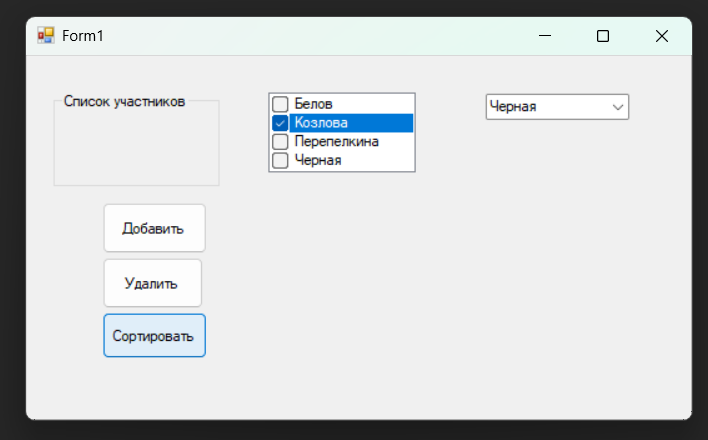 Form1
Список участников
Белов
Козлова
Перепелкина
Черная
Черная
Добавить
Удалить
Сортировать